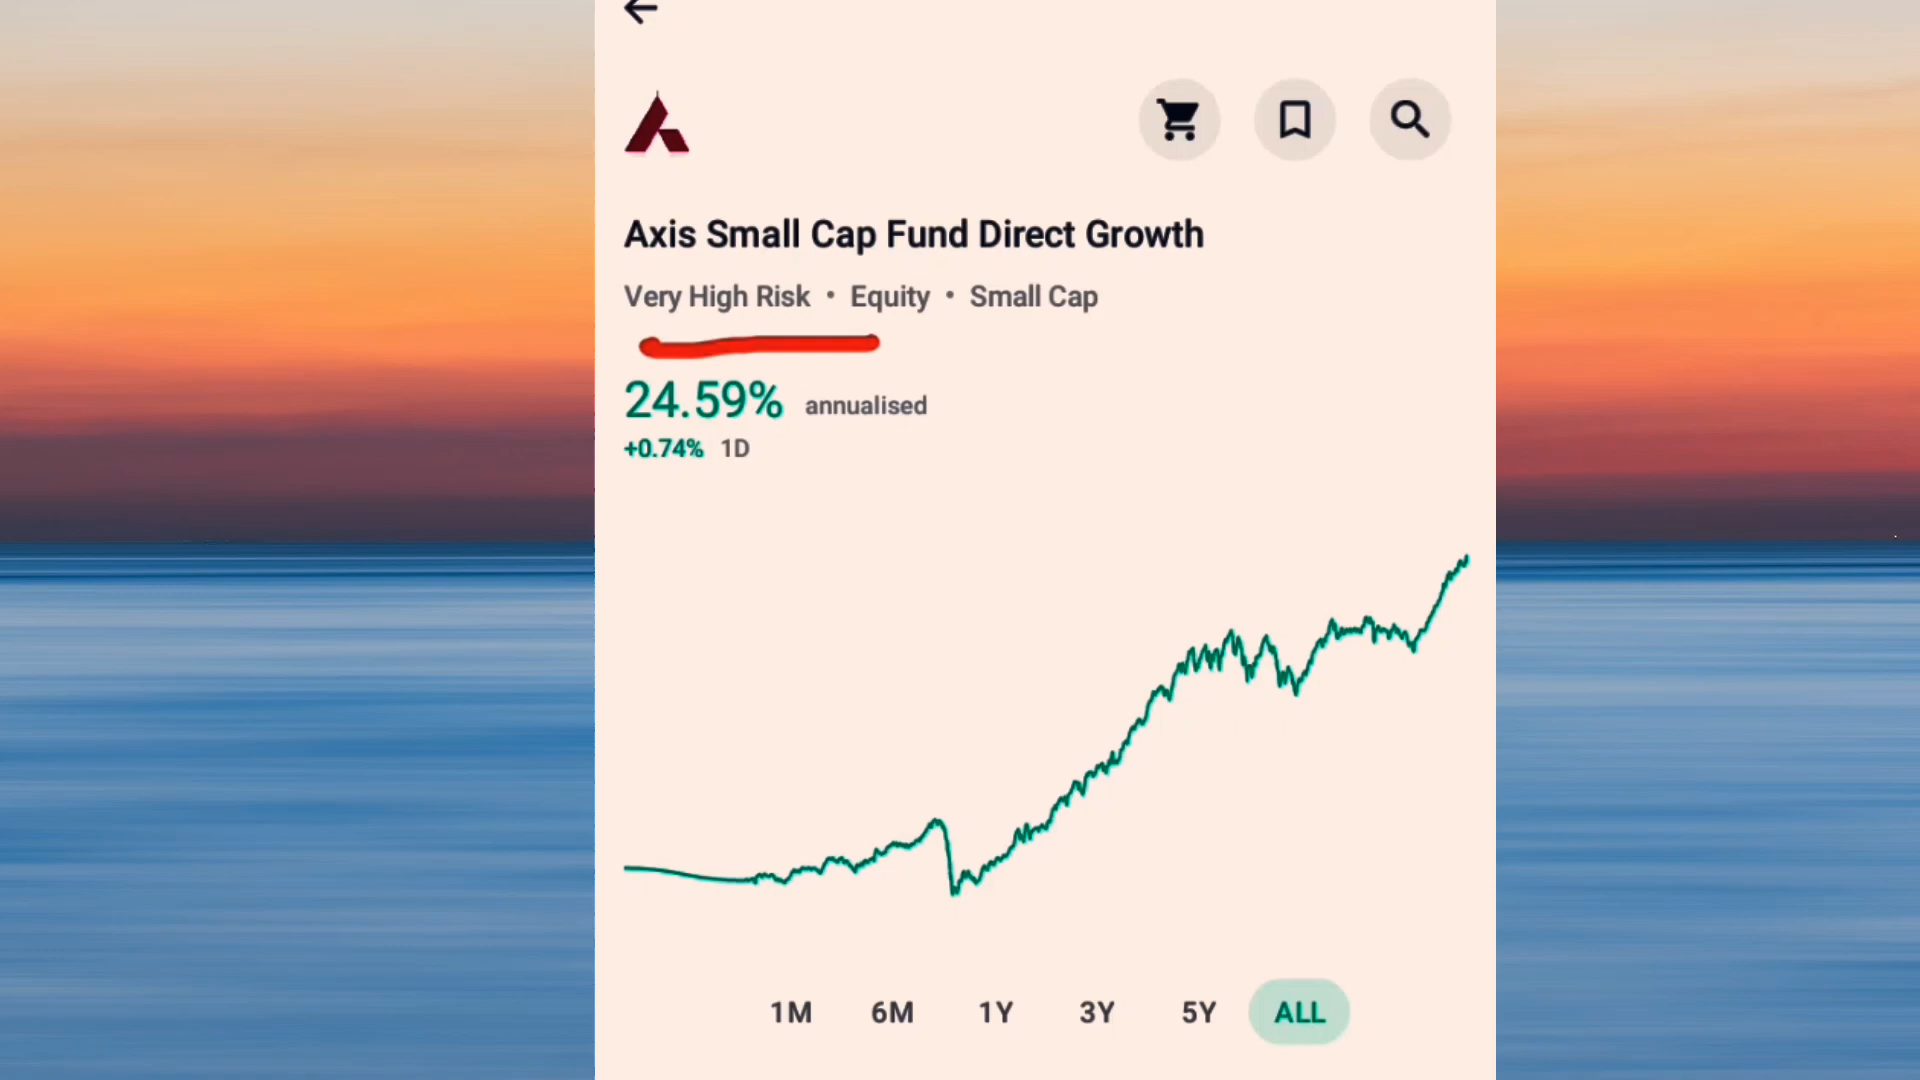 Axis Small Cap Fund Direct Growth
Very High Risk • Equity • Small Cap
24.59% annualised
+0.74% 1D
1M 6M 1Y 3Y 5Y ALL